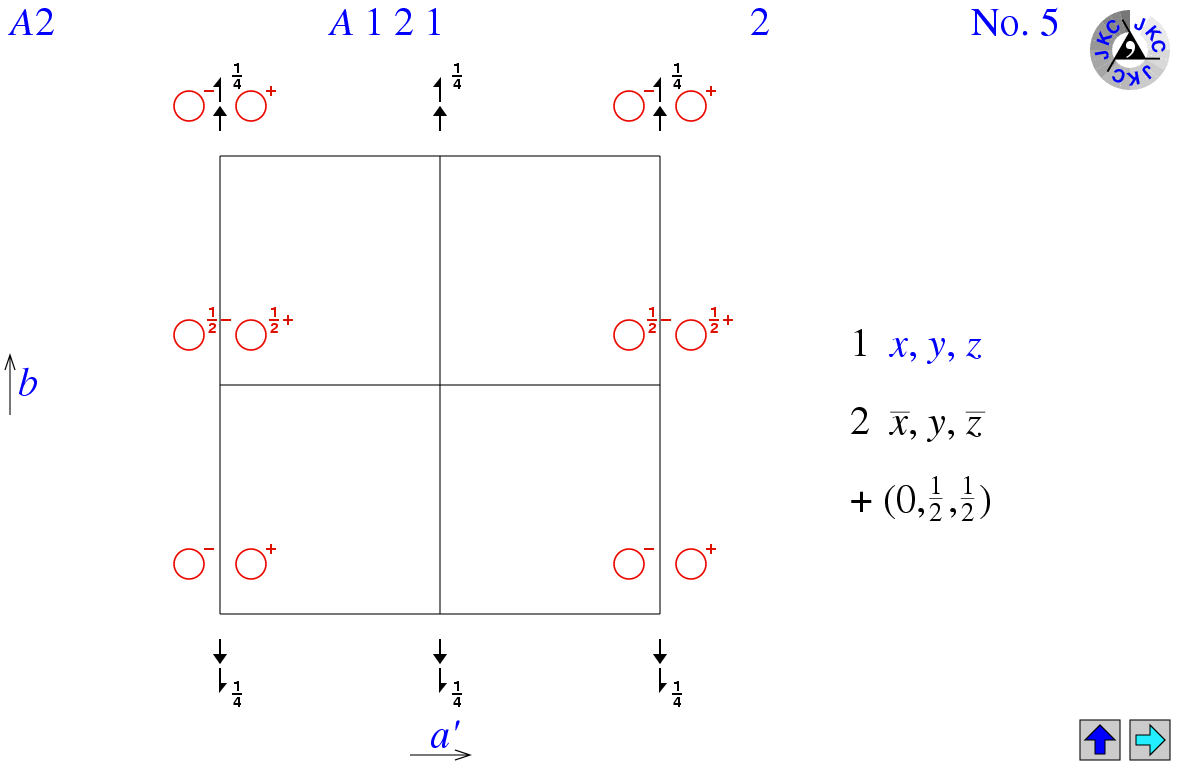 A2 A 1 2 1 2 No. 5
JKC JKC JKC
1/4 1/4 1/4
− + − +
1/2− 1/2+ 1/2− 1/2+
1 x, y, z
b
2 x̅, y, z̅
+ (0,1/2,1/2)
− + − +
1/4 1/4 1/4
a′